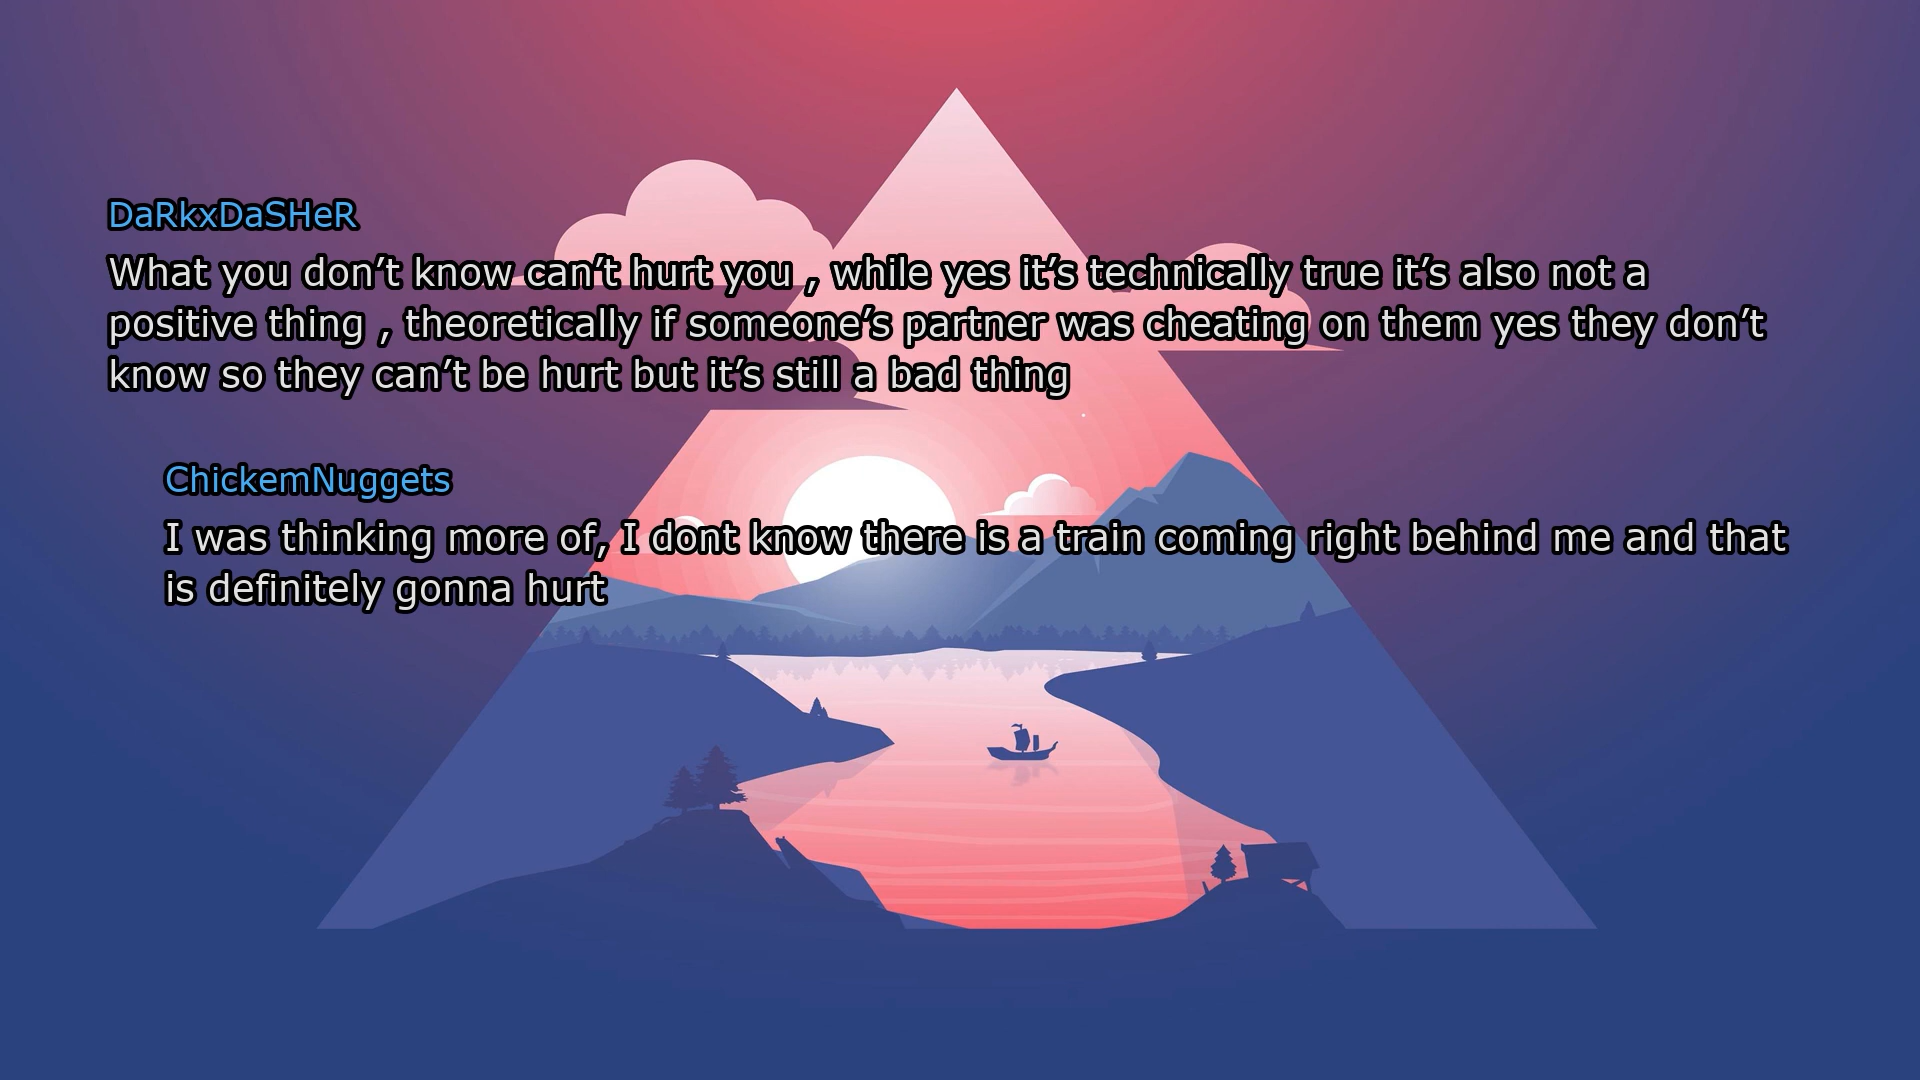 DaRkxDaSHeR
What you don’t know can’t hurt you , while yes it’s technically true it’s also not a
positive thing , theoretically if someone’s partner was cheating on them yes they don’t
know so they can’t be hurt but it’s still a bad thing
ChickemNuggets
I was thinking more of, I dont know there is a train coming right behind me and that
is definitely gonna hurt